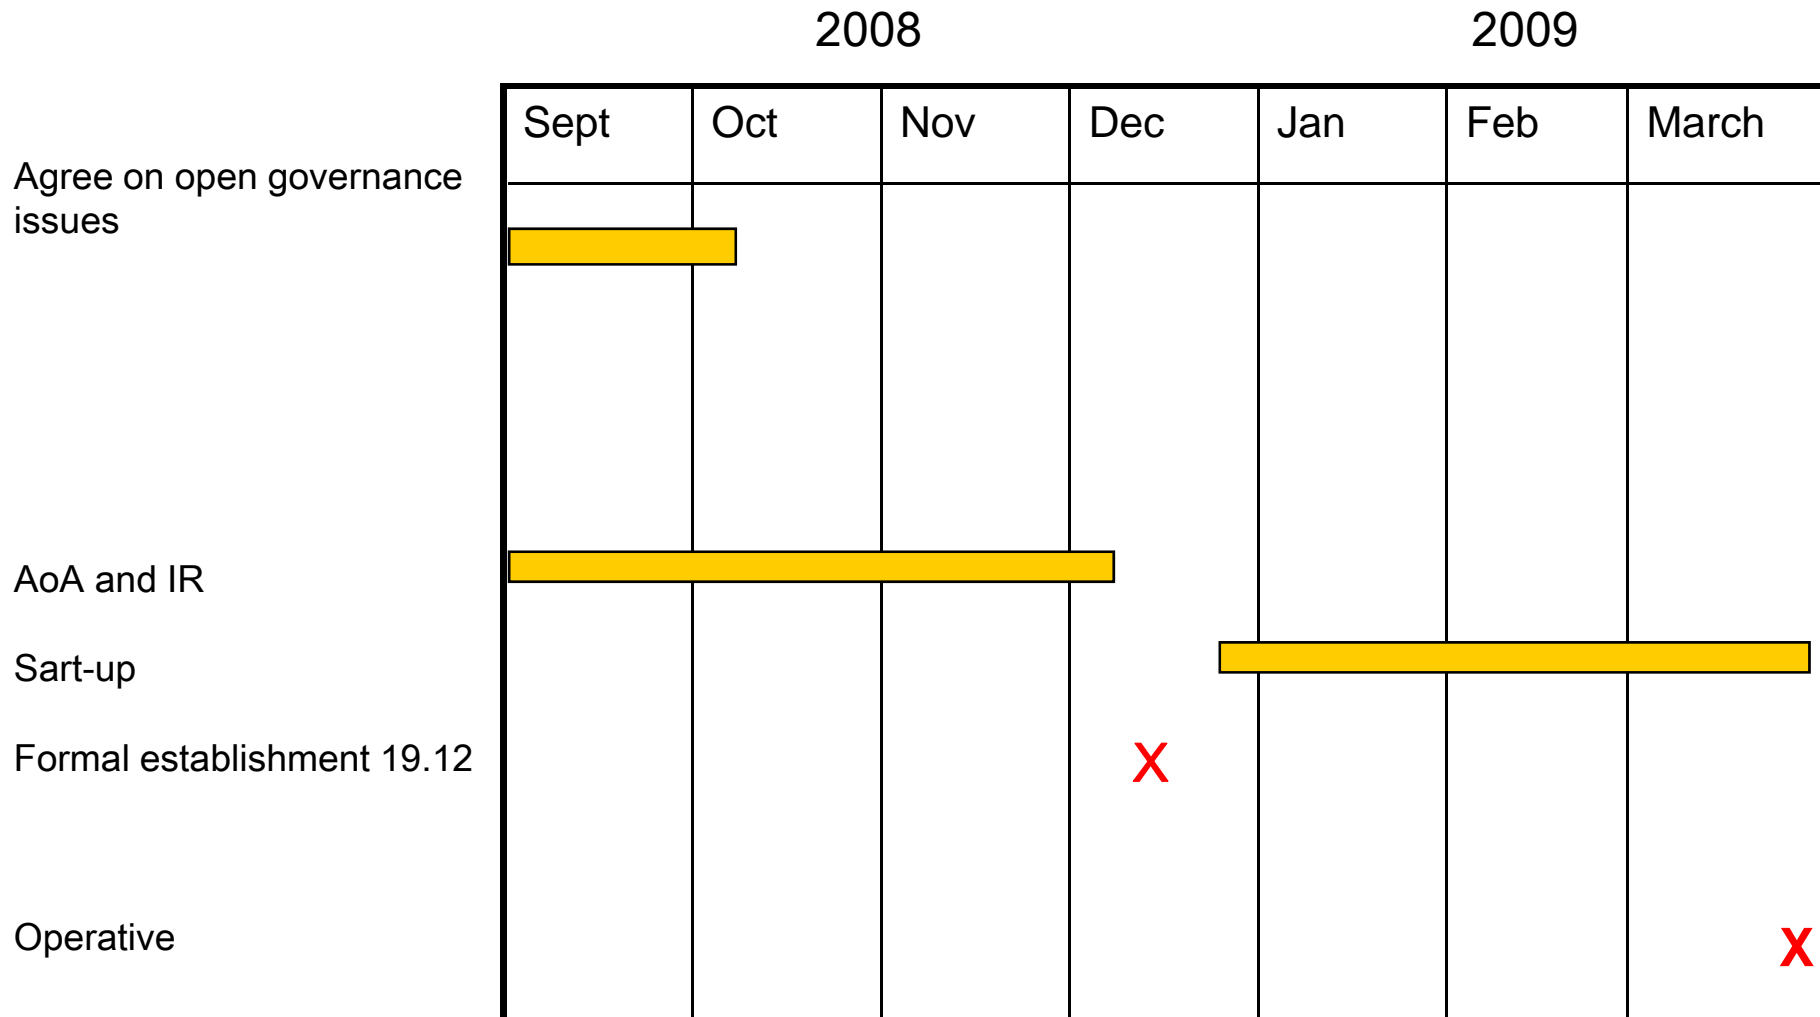 2008 2009
Sept Oct Nov Dec Jan Feb March
Agree on open governance
issues
AoA and IR
Sart-up
Formal establishment 19.12
X
Operative
X